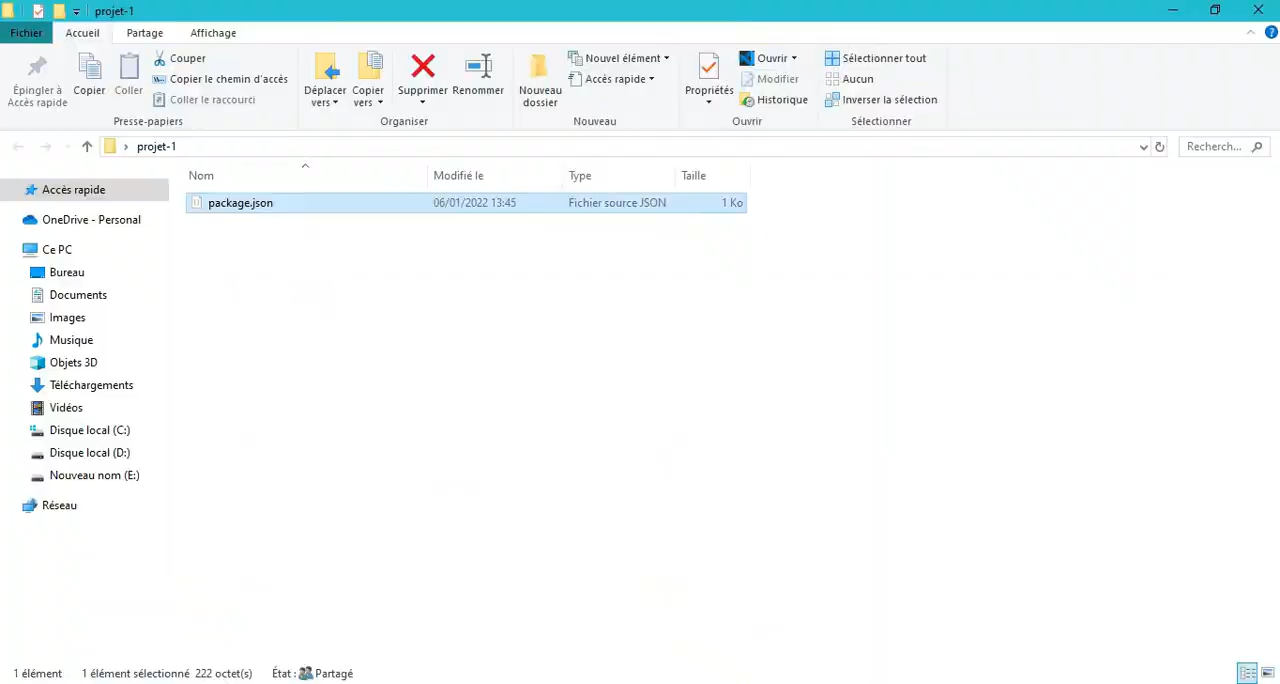 projet-1
Fichier Accueil Partage Affichage
Épingler à Accès rapide
Copier
Coller
Couper
Copier le chemin d'accès
Coller le raccourci
Presse-papiers
Déplacer vers
Copier vers
Supprimer
Renommer
Organiser
Nouveau dossier
Nouvel élément
Accès rapide
Nouveau
Propriétés
Ouvrir
Modifier
Historique
Ouvrir
Sélectionner tout
Aucun
Inverser la sélection
Sélectionner
projet-1
Recherch...
Nom Modifié le Type Taille
package.json 06/01/2022 13:45 Fichier source JSON 1 Ko
Accès rapide
OneDrive - Personal
Ce PC
Bureau
Documents
Images
Musique
Objets 3D
Téléchargements
Vidéos
Disque local (C:)
Disque local (D:)
Nouveau nom (E:)
Réseau
1 élément 1 élément sélectionné 222 octet(s) État : Partagé